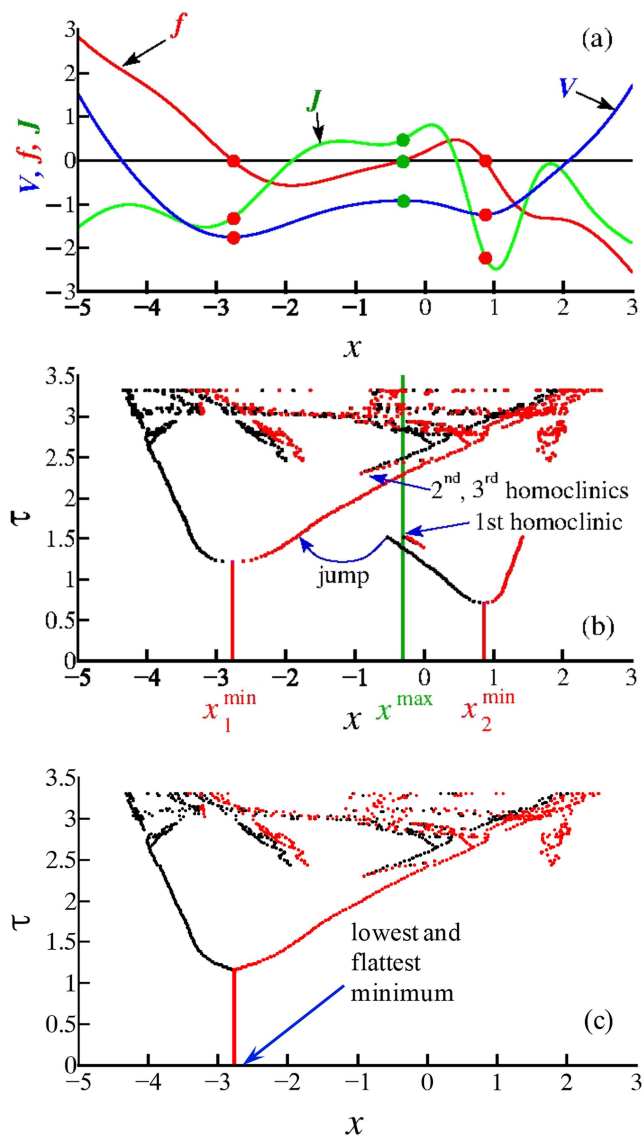 3
2
1
0
−1
−2
−3
V, f, J
f
J
V
(a)
−5 −4 −3 −2 −1 0 1 2 3
x
3.5
3
2.5
2
1.5
1
0.5
0
τ
2nd, 3rd homoclinics
1st homoclinic
jump
(b)
−5 −4 −3 −2 −1 0 1 2 3
x1min x xmax x2min
3.5
3
2.5
2
1.5
1
0.5
0
τ
lowest and
flattest
minimum
(c)
−5 −4 −3 −2 −1 0 1 2 3
x